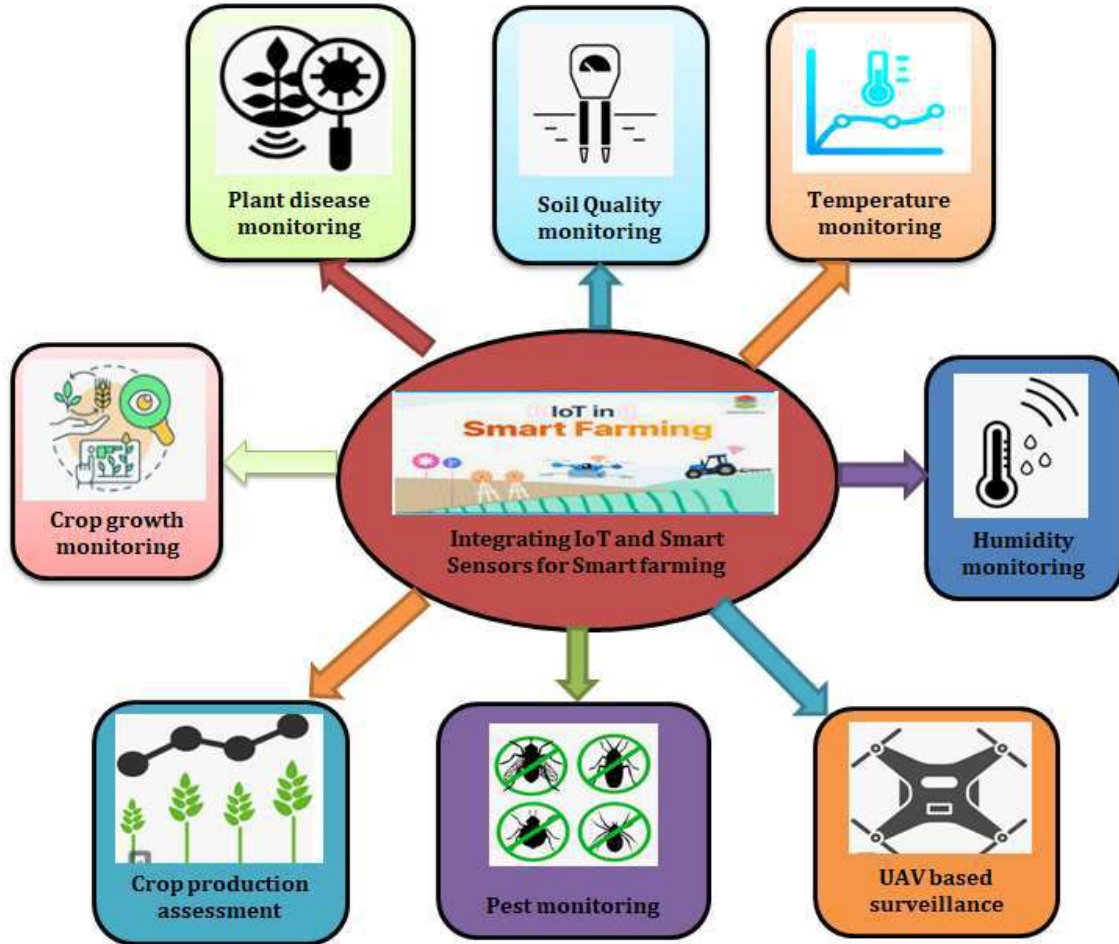 Plant disease
monitoring
Soil Quality
monitoring
Temperature
monitoring
Crop growth
monitoring
IoT in
Smart Farming
Integrating IoT and Smart
Sensors for Smart farming
Humidity
monitoring
Crop production
assessment
Pest monitoring
UAV based
surveillance